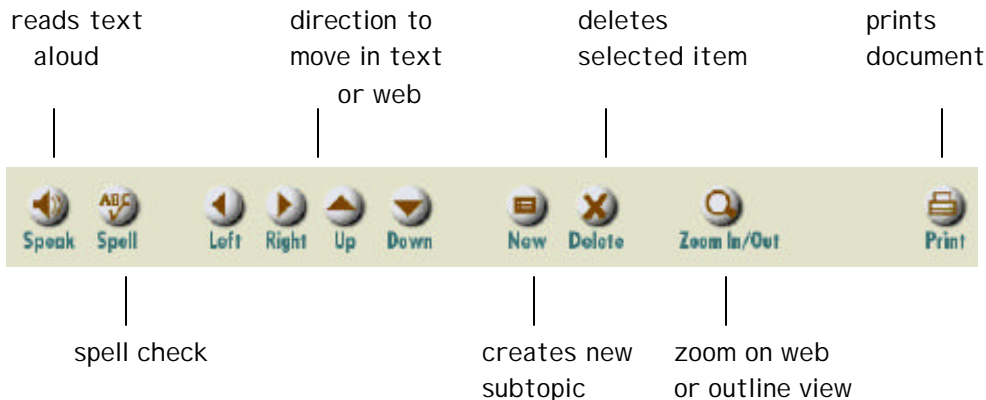 reads text
aloud
direction to
move in text
or web
deletes
selected item
prints
document
ABC
Speak Spell Left Right Up Down New Delete Zoom In/Out Print
spell check
creates new
subtopic
zoom on web
or outline view